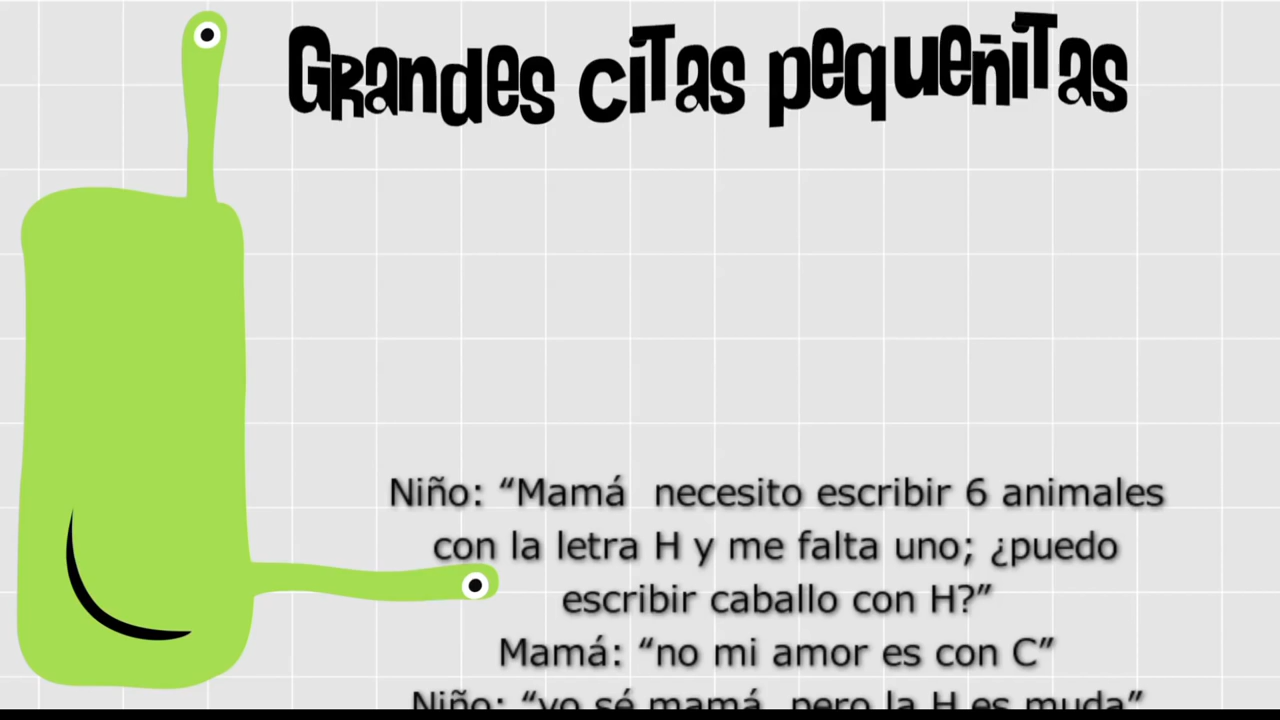 Grandes citas pequeñitas
Niño: “Mamá necesito escribir 6 animales
con la letra H y me falta uno; ¿puedo
escribir caballo con H?”
Mamá: “no mi amor es con C”
Niño: “yo sé mamá, pero la H es muda”